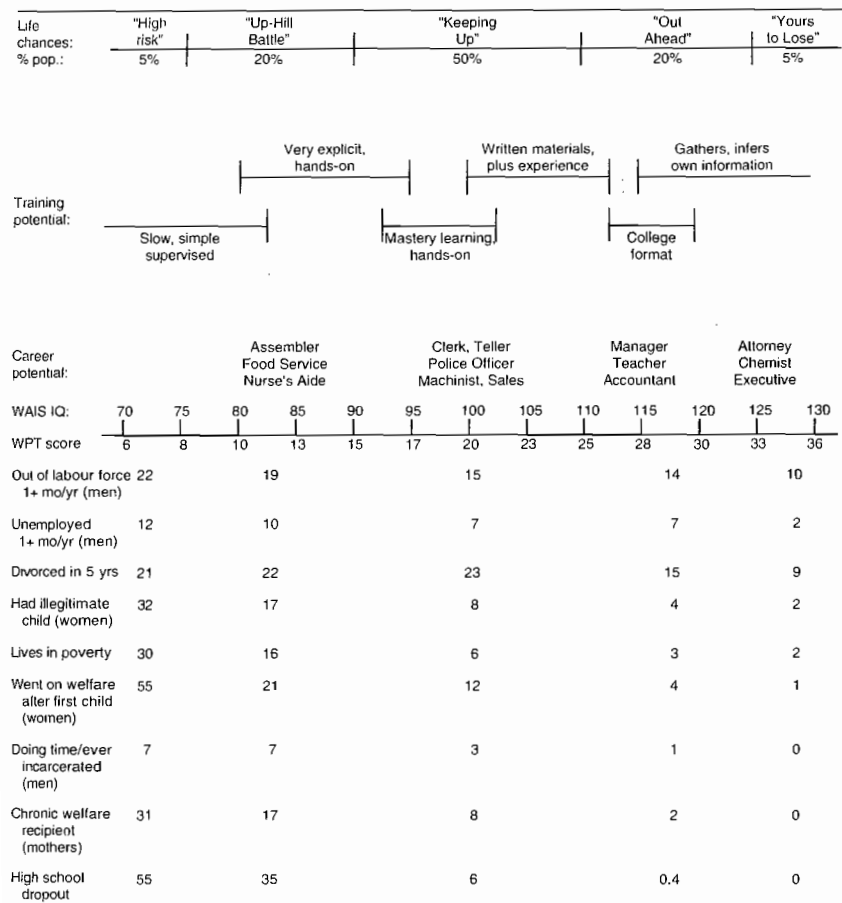 Life "High "Up-Hill "Keeping "Out "Yours
chances: risk" Battle" Up" Ahead" to Lose"
% pop.: 5% 20% 50% 20% 5%
Very explicit, Written materials, Gathers, infers
hands-on plus experience own information
Training
potential:
Slow, simple Mastery learning, College
supervised hands-on format
Assembler Clerk, Teller Manager Attorney
Career Food Service Police Officer Teacher Chemist
potential: Nurse's Aide Machinist, Sales Accountant Executive
WAIS IQ: 70 75 80 85 90 95 100 105 110 115 120 125 130
WPT score 6 8 10 13 15 17 20 23 25 28 30 33 36
Out of labour force 22 19 15 14 10
1+ mo/yr (men)
Unemployed 12 10 7 7 2
1+ mo/yr (men)
Divorced in 5 yrs 21 22 23 15 9
Had illegitimate 32 17 8 4 2
child (women)
Lives in poverty 30 16 6 3 2
Went on welfare 55 21 12 4 1
after first child
(women)
Doing time/ever 7 7 3 1 0
incarcerated
(men)
Chronic welfare 31 17 8 2 0
recipient
(mothers)
High school 55 35 6 0.4 0
dropout